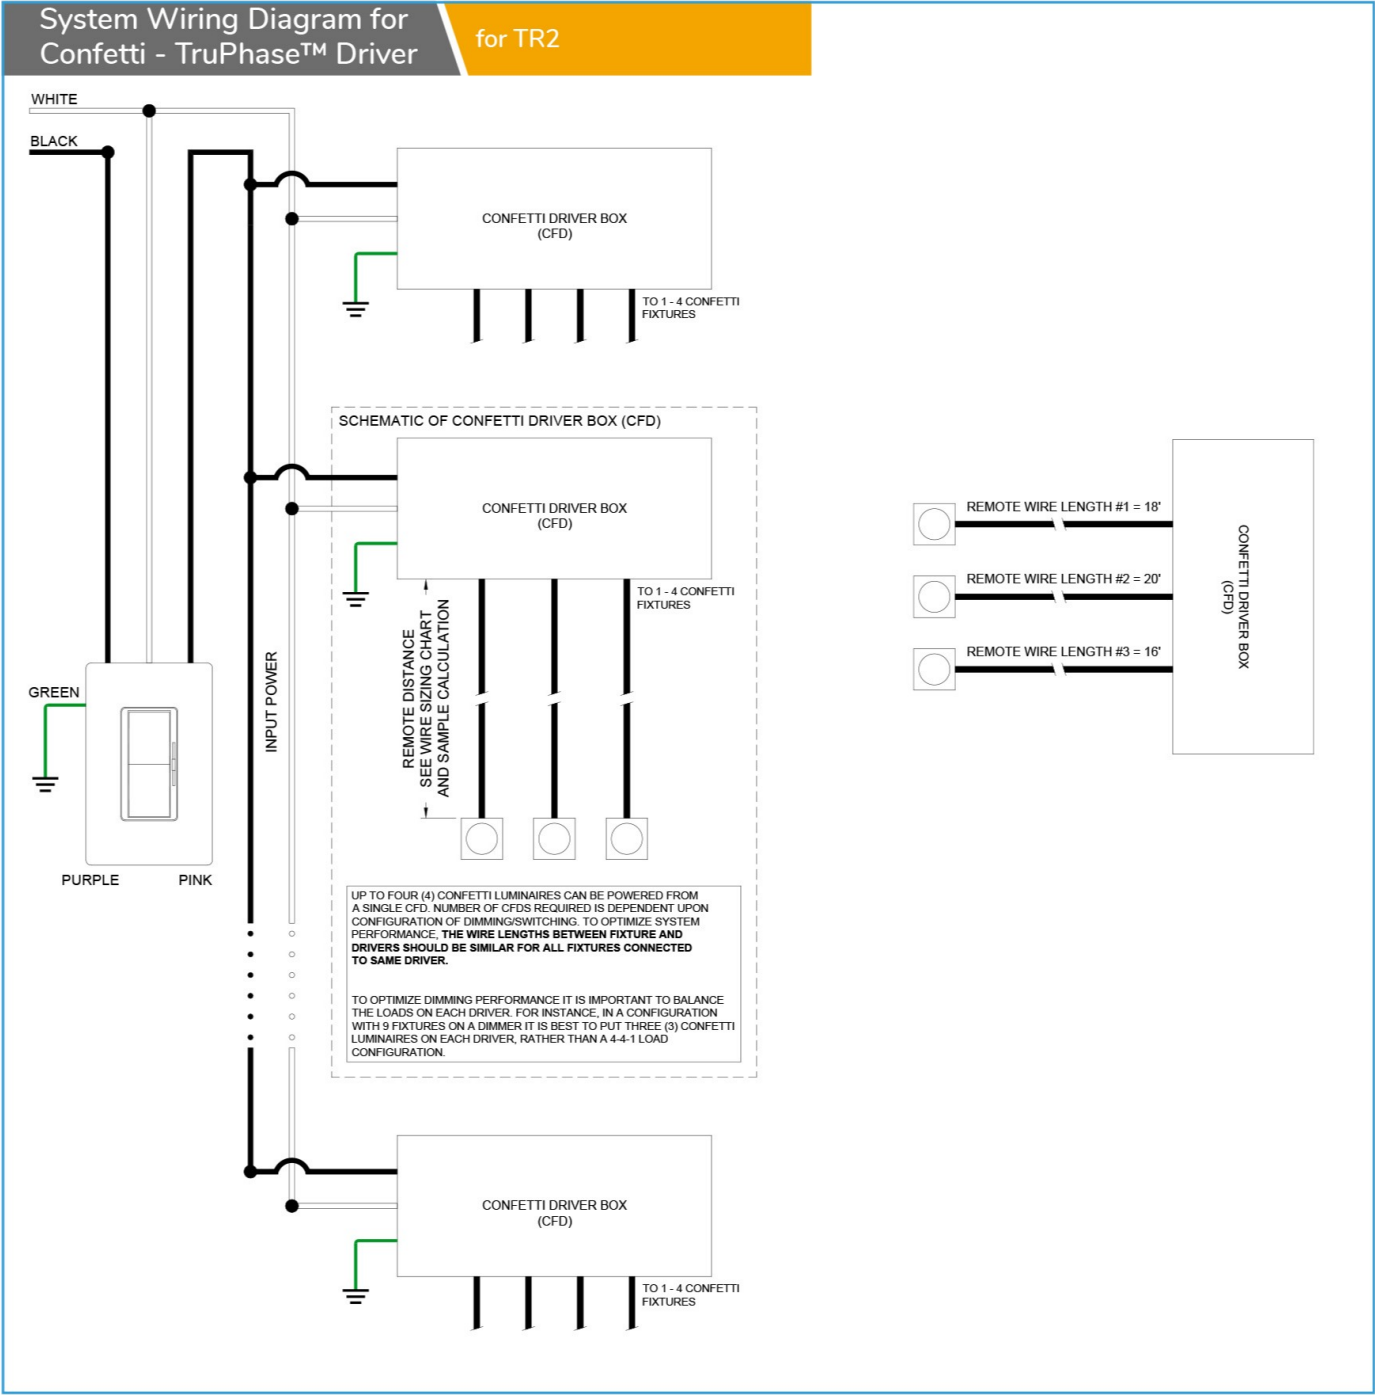 System Wiring Diagram for
Confetti - TruPhase™ Driver
for TR2
WHITE
BLACK
CONFETTI DRIVER BOX
(CFD)
TO 1 - 4 CONFETTI
FIXTURES
SCHEMATIC OF CONFETTI DRIVER BOX (CFD)
CONFETTI DRIVER BOX
(CFD)
TO 1 - 4 CONFETTI
FIXTURES
REMOTE DISTANCE
SEE WIRE SIZING CHART
AND SAMPLE CALCULATION
INPUT POWER
GREEN
PURPLE
PINK
UP TO FOUR (4) CONFETTI LUMINAIRES CAN BE POWERED FROM
A SINGLE CFD. NUMBER OF CFDS REQUIRED IS DEPENDENT UPON
CONFIGURATION OF DIMMING/SWITCHING. TO OPTIMIZE SYSTEM
PERFORMANCE, THE WIRE LENGTHS BETWEEN FIXTURE AND
DRIVERS SHOULD BE SIMILAR FOR ALL FIXTURES CONNECTED
TO SAME DRIVER.
TO OPTIMIZE DIMMING PERFORMANCE IT IS IMPORTANT TO BALANCE
THE LOADS ON EACH DRIVER. FOR INSTANCE, IN A CONFIGURATION
WITH 9 FIXTURES ON A DIMMER IT IS BEST TO PUT THREE (3) CONFETTI
LUMINAIRES ON EACH DRIVER, RATHER THAN A 4-4-1 LOAD
CONFIGURATION.
CONFETTI DRIVER BOX
(CFD)
TO 1 - 4 CONFETTI
FIXTURES
REMOTE WIRE LENGTH #1 = 18'
REMOTE WIRE LENGTH #2 = 20'
REMOTE WIRE LENGTH #3 = 16'
CONFETTI DRIVER BOX
(CFD)